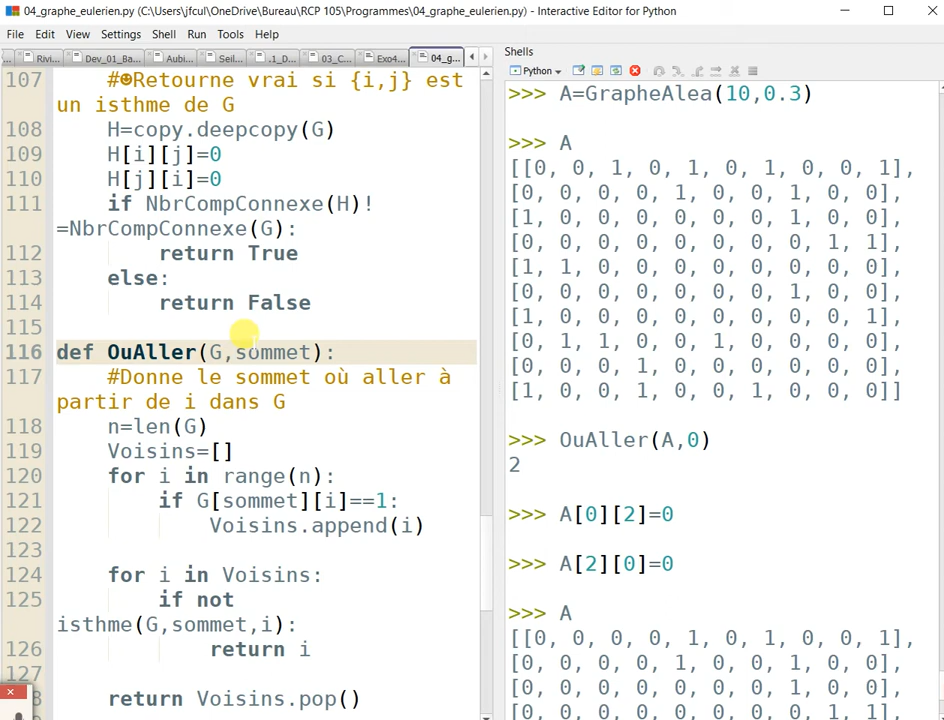 04_graphe_eulerien.py (C:\Users\jfcul\OneDrive\Bureau\RCP 105\Programmes\04_graphe_eulerien.py) - Interactive Editor for Python
File Edit View Settings Shell Run Tools Help
Rivi... Dev_01_Ba... Aubi... Seil... .1_D... 03_C... Exo4... 04_g...
107 #☻Retourne vrai si {i,j} est
un isthme de G
108 H=copy.deepcopy(G)
109 H[i][j]=0
110 H[j][i]=0
111 if NbrCompConnexe(H)!
=NbrCompConnexe(G):
112 return True
113 else:
114 return False
115
116 def OuAller(G,sommet):
117 #Donne le sommet où aller à
partir de i dans G
118 n=len(G)
119 Voisins=[]
120 for i in range(n):
121 if G[sommet][i]==1:
122 Voisins.append(i)
123
124 for i in Voisins:
125 if not
isthme(G,sommet,i):
126 return i
127
8 return Voisins.pop()
Shells
Python
>>> A=GrapheAlea(10,0.3)
>>> A
[[0, 0, 1, 0, 1, 0, 1, 0, 0, 1],
[0, 0, 0, 0, 1, 0, 0, 1, 0, 0],
[1, 0, 0, 0, 0, 0, 0, 1, 0, 0],
[0, 0, 0, 0, 0, 0, 0, 0, 1, 1],
[1, 1, 0, 0, 0, 0, 0, 0, 0, 0],
[0, 0, 0, 0, 0, 0, 0, 1, 0, 0],
[1, 0, 0, 0, 0, 0, 0, 0, 0, 1],
[0, 1, 1, 0, 0, 1, 0, 0, 0, 0],
[0, 0, 0, 1, 0, 0, 0, 0, 0, 0],
[1, 0, 0, 1, 0, 0, 1, 0, 0, 0]]
>>> OuAller(A,0)
2
>>> A[0][2]=0
>>> A[2][0]=0
>>> A
[[0, 0, 0, 0, 1, 0, 1, 0, 0, 1],
[0, 0, 0, 0, 1, 0, 0, 1, 0, 0],
[0, 0, 0, 0, 0, 0, 0, 1, 0, 0],
[0, 0, 0, 0, 0, 0, 0, 0, 1, 1],